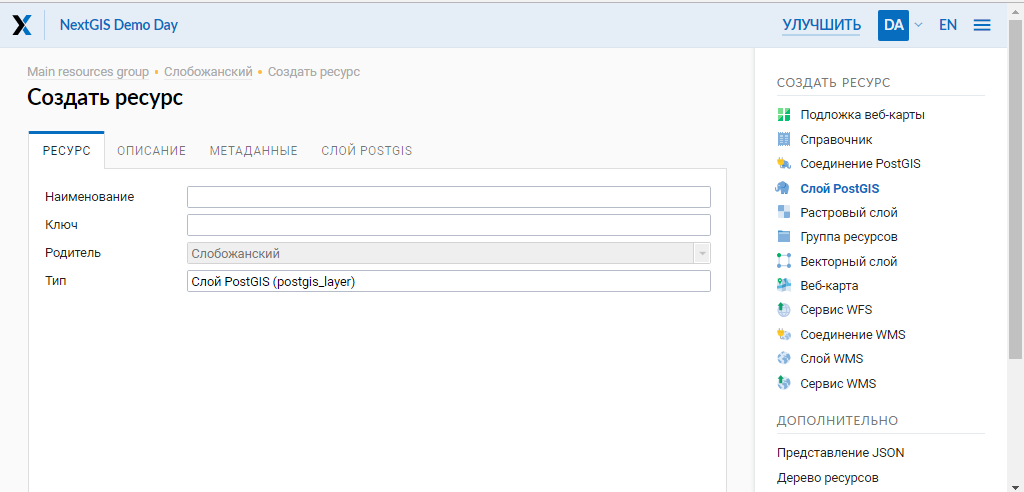 NextGIS Demo Day
УЛУЧШИТЬ
DA
EN
Main resources group • Слобожанский • Создать ресурс
Создать ресурс
РЕСУРС
ОПИСАНИЕ
МЕТАДАННЫЕ
СЛОЙ POSTGIS
Наименование
Ключ
Родитель
Слобожанский
Тип
Слой PostGIS (postgis_layer)
СОЗДАТЬ РЕСУРС
Подложка веб-карты
Справочник
Соединение PostGIS
Слой PostGIS
Растровый слой
Группа ресурсов
Векторный слой
Веб-карта
Сервис WFS
Соединение WMS
Слой WMS
Сервис WMS
ДОПОЛНИТЕЛЬНО
Представление JSON
Дерево ресурсов